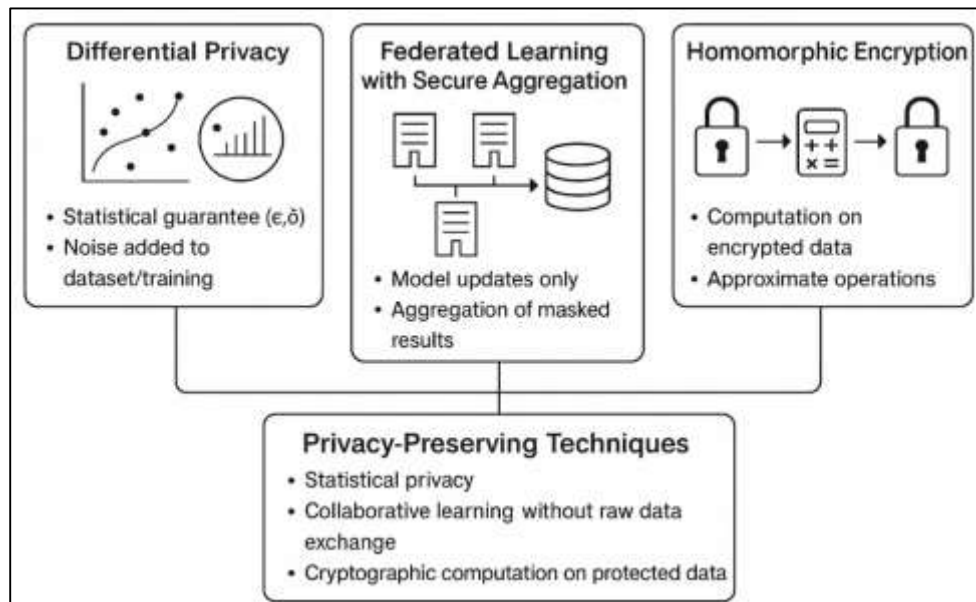 Differential Privacy
• Statistical guarantee (ϵ,δ)
• Noise added to
dataset/training
Federated Learning
with Secure Aggregation
• Model updates only
• Aggregation of masked
results
Homomorphic Encryption
+ +
× =
• Computation on
encrypted data
• Approximate operations
Privacy-Preserving Techniques
• Statistical privacy
• Collaborative learning without raw data
exchange
• Cryptographic computation on protected data